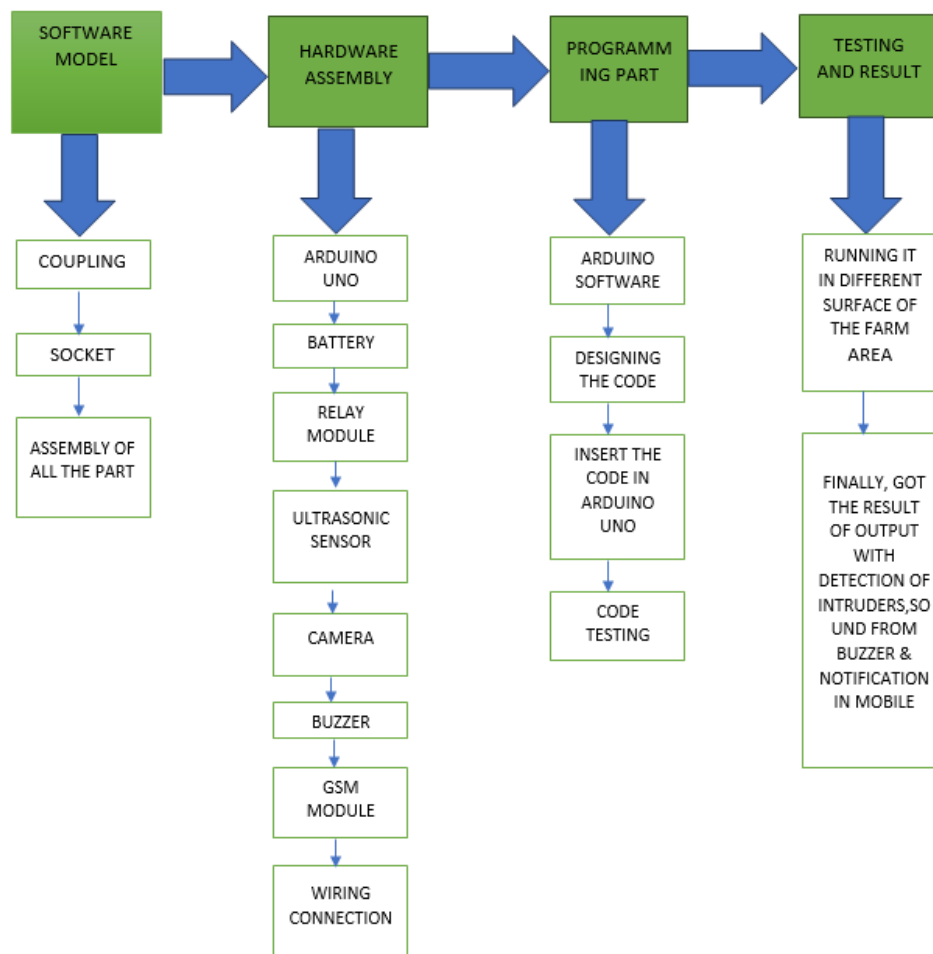 SOFTWARE
MODEL
HARDWARE
ASSEMBLY
PROGRAMM
ING PART
TESTING
AND RESULT
COUPLING
SOCKET
ASSEMBLY OF
ALL THE PART
ARDUINO
UNO
BATTERY
RELAY
MODULE
ULTRASONIC
SENSOR
CAMERA
BUZZER
GSM
MODULE
WIRING
CONNECTION
ARDUINO
SOFTWARE
DESIGNING
THE CODE
INSERT THE
CODE IN
ARDUINO
UNO
CODE
TESTING
RUNNING IT
IN DIFFERENT
SURFACE OF
THE FARM
AREA
FINALLY, GOT
THE RESULT
OF OUTPUT
WITH
DETECTION OF
INTRUDERS,SO
UND FROM
BUZZER &
NOTIFICATION
IN MOBILE